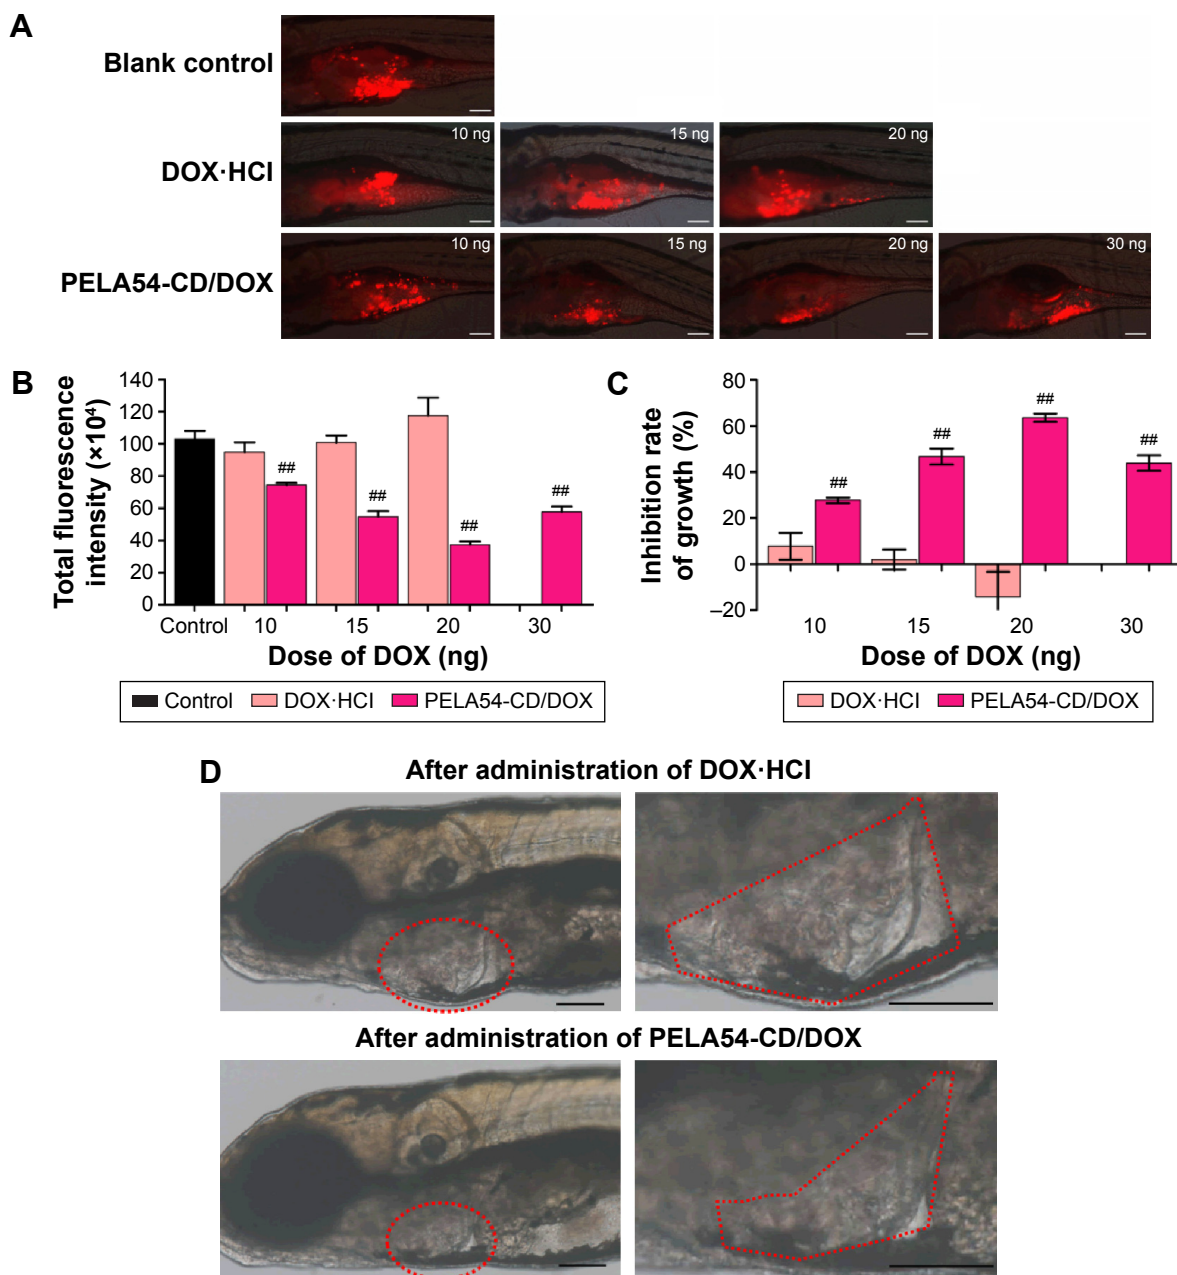 A
Blank control
10 ng 15 ng 20 ng
DOX·HCl
10 ng 15 ng 20 ng 30 ng
PELA54-CD/DOX
B
Total fluorescence
intensity (×10⁴)
140
120
100
80
60
40
20
0
## ## ## ##
Control 10 15 20 30
Dose of DOX (ng)
Control DOX·HCl PELA54-CD/DOX
C
Inhibition rate
of growth (%)
80
60
40
20
0
–20
## ## ## ##
10 15 20 30
Dose of DOX (ng)
DOX·HCl PELA54-CD/DOX
D
After administration of DOX·HCl
After administration of PELA54-CD/DOX